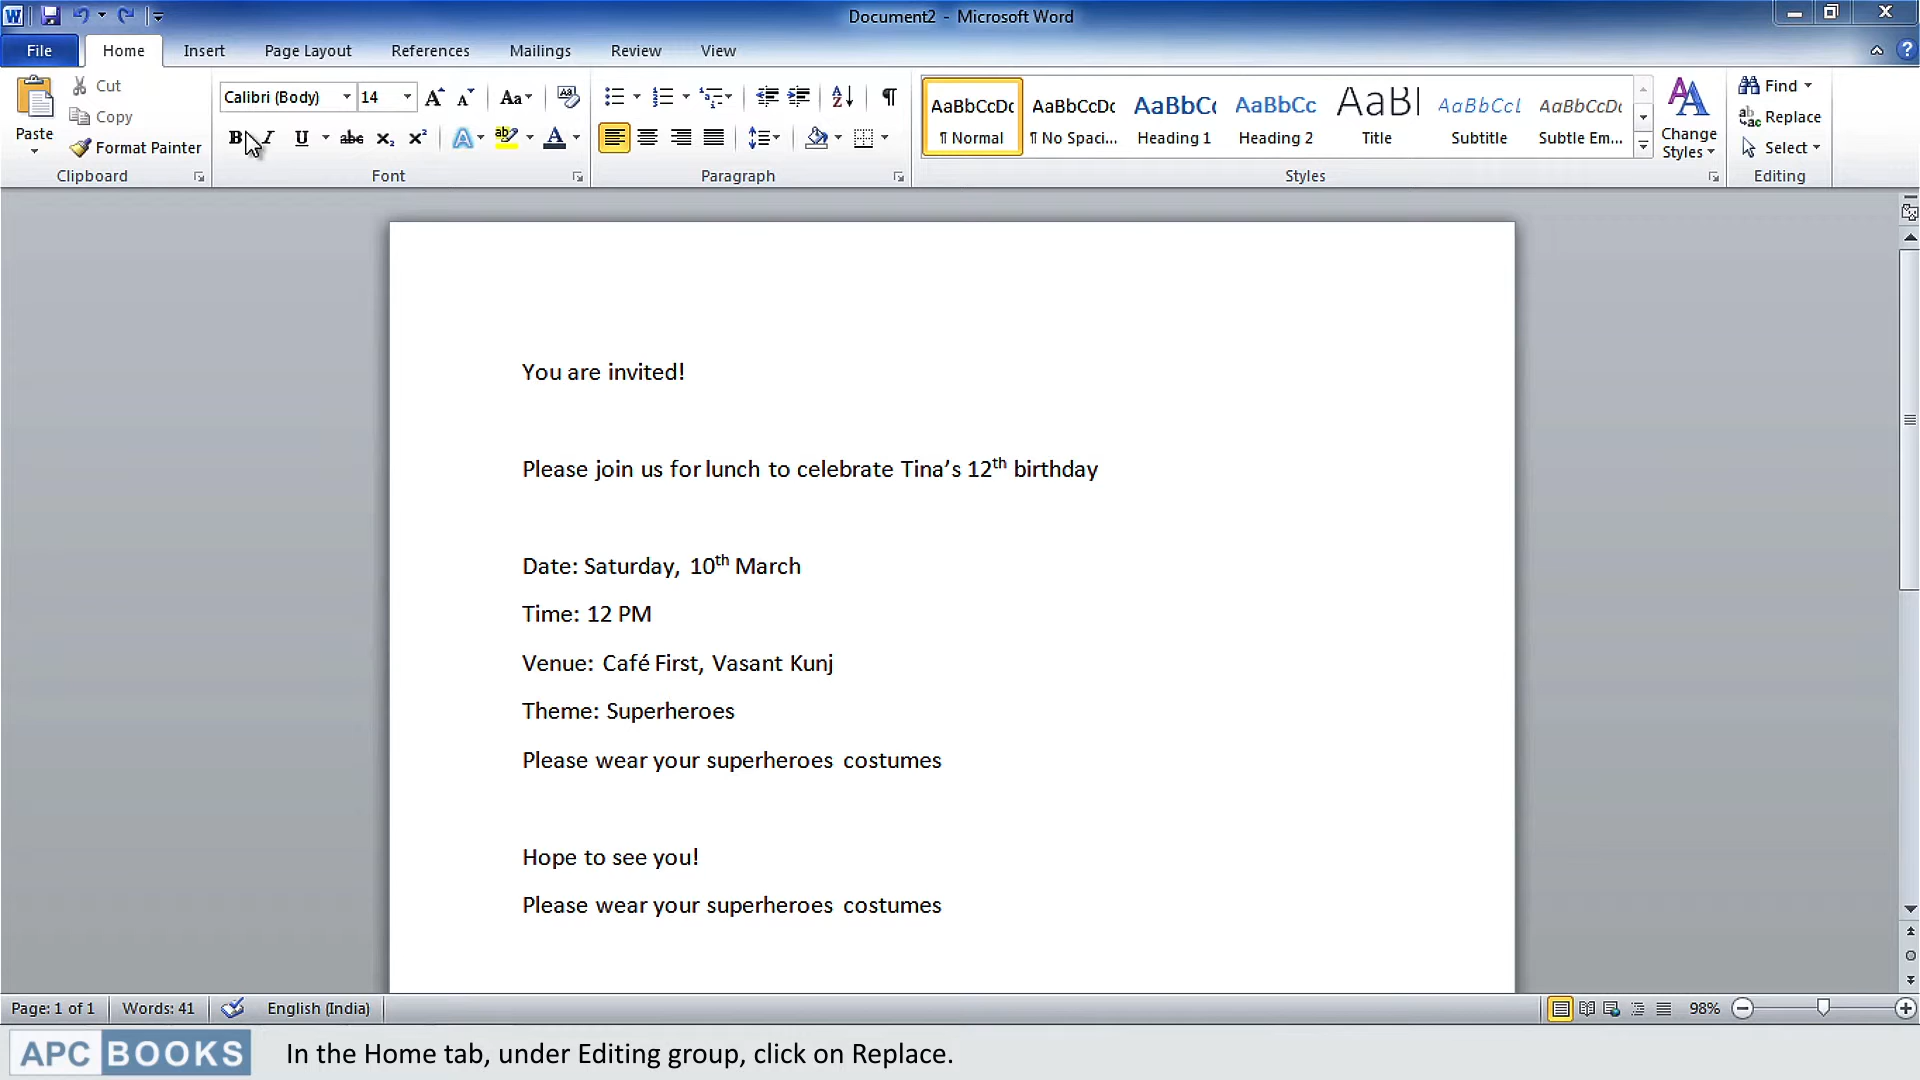 Document2 - Microsoft Word
File Home Insert Page Layout References Mailings Review View
Paste
Cut
Copy
Format Painter
Clipboard
Calibri (Body) 14
Font
Paragraph
AaBbCcDc AaBbCcDc AaBbC AaBbCc AaB AaBbCcL AaBbCcDc
¶ Normal ¶ No Spaci... Heading 1 Heading 2 Title Subtitle Subtle Em...
Styles
Change Styles
Find
Replace
Select
Editing
You are invited!
Please join us for lunch to celebrate Tina’s 12th birthday
Date: Saturday, 10th March
Time: 12 PM
Venue: Café First, Vasant Kunj
Theme: Superheroes
Please wear your superheroes costumes
Hope to see you!
Please wear your superheroes costumes
Page: 1 of 1 Words: 41 English (India) 98%
APC BOOKS In the Home tab, under Editing group, click on Replace.